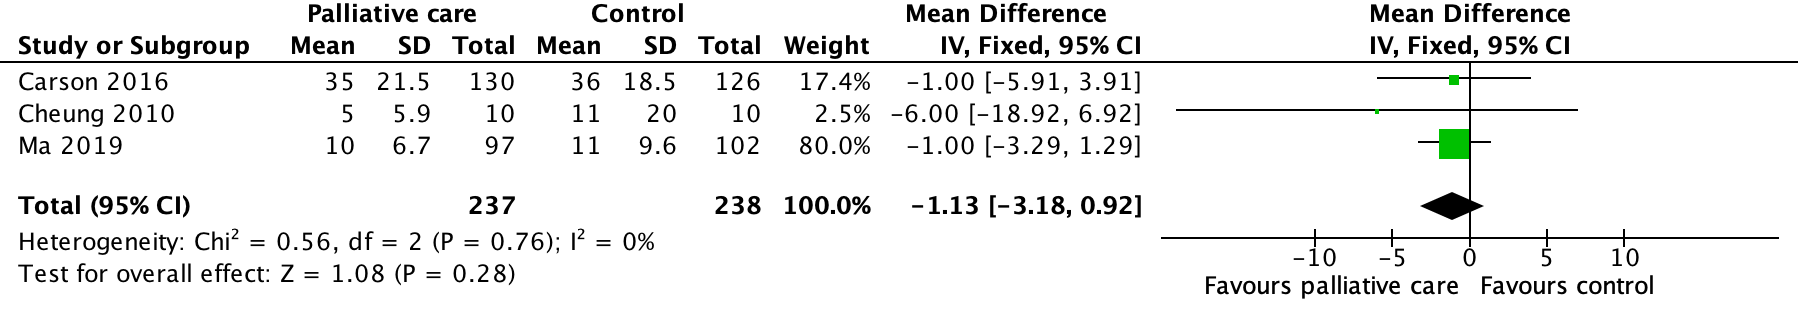 Palliative care Control Mean Difference Mean Difference
Study or Subgroup Mean SD Total Mean SD Total Weight IV, Fixed, 95% CI IV, Fixed, 95% CI
Carson 2016 35 21.5 130 36 18.5 126 17.4% −1.00 [−5.91, 3.91]
Cheung 2010 5 5.9 10 11 20 10 2.5% −6.00 [−18.92, 6.92]
Ma 2019 10 6.7 97 11 9.6 102 80.0% −1.00 [−3.29, 1.29]
Total (95% CI) 237 238 100.0% −1.13 [−3.18, 0.92]
Heterogeneity: Chi² = 0.56, df = 2 (P = 0.76); I² = 0%
Test for overall effect: Z = 1.08 (P = 0.28)
−10 −5 0 5 10
Favours palliative care Favours control